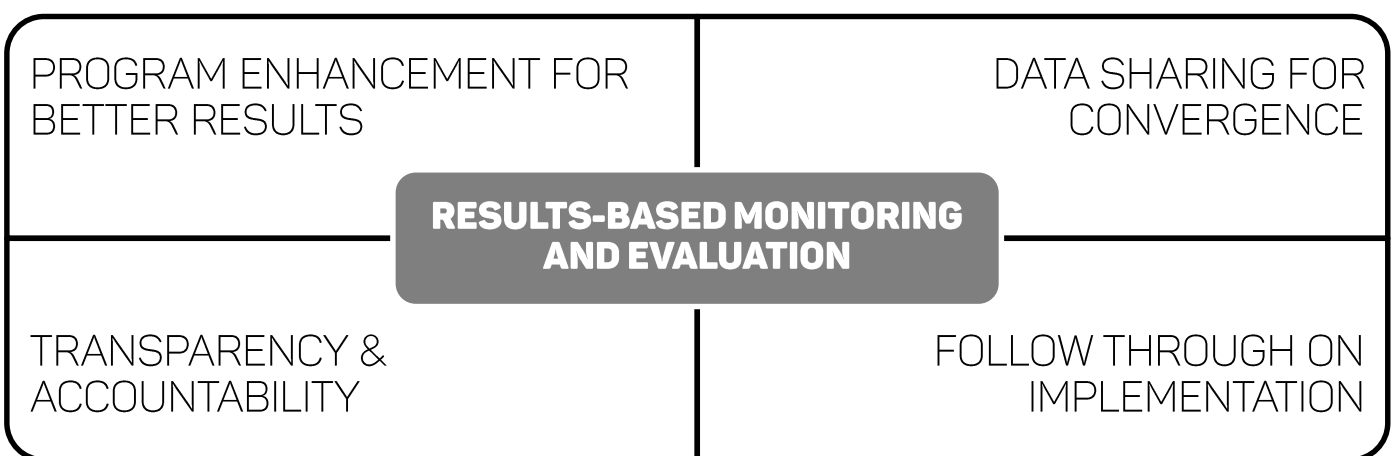 PROGRAM ENHANCEMENT FOR
BETTER RESULTS
DATA SHARING FOR
CONVERGENCE
RESULTS-BASED MONITORING
AND EVALUATION
TRANSPARENCY &
ACCOUNTABILITY
FOLLOW THROUGH ON
IMPLEMENTATION